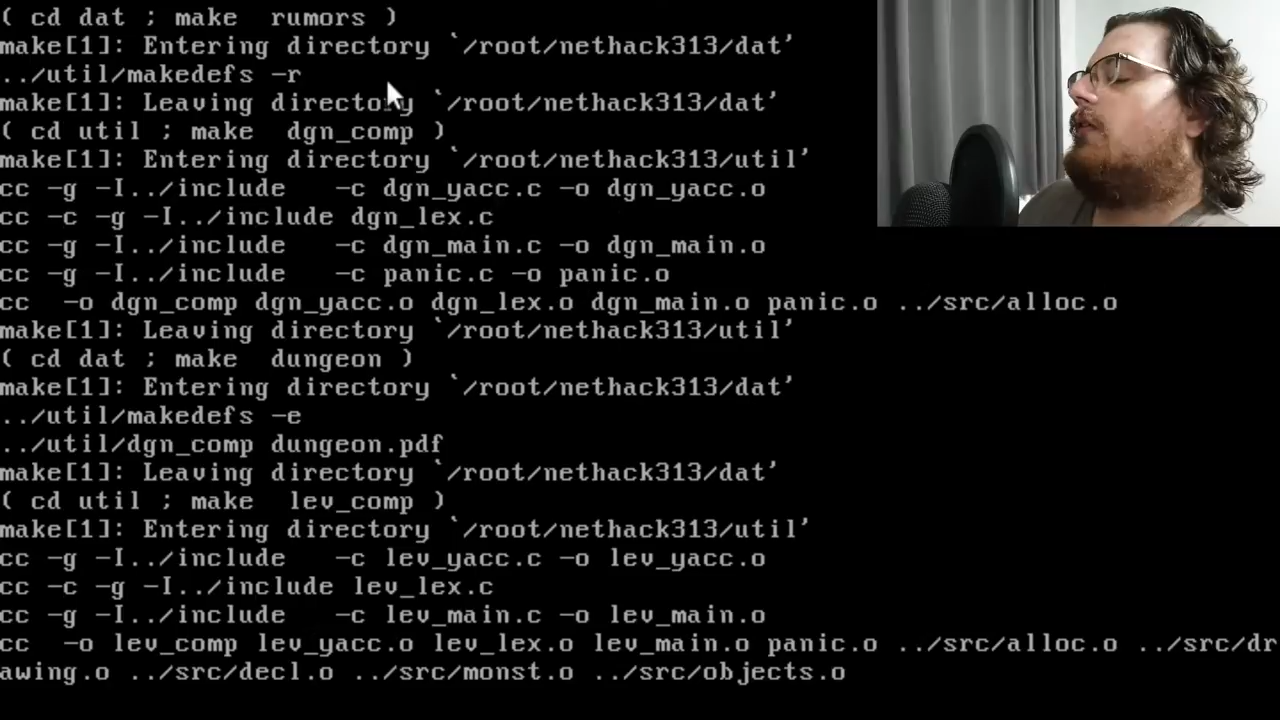 ( cd dat ; make  rumors )
make[1]: Entering directory `/root/nethack313/dat'
../util/makedefs -r
make[1]: Leaving directory `/root/nethack313/dat'
( cd util ; make  dgn_comp )
make[1]: Entering directory `/root/nethack313/util'
cc -g -I../include   -c dgn_yacc.c -o dgn_yacc.o
cc -c -g -I../include dgn_lex.c
cc -g -I../include   -c dgn_main.c -o dgn_main.o
cc -g -I../include   -c panic.c -o panic.o
cc  -o dgn_comp dgn_yacc.o dgn_lex.o dgn_main.o panic.o ../src/alloc.o
make[1]: Leaving directory `/root/nethack313/util'
( cd dat ; make  dungeon )
make[1]: Entering directory `/root/nethack313/dat'
../util/makedefs -e
../util/dgn_comp dungeon.pdf
make[1]: Leaving directory `/root/nethack313/dat'
( cd util ; make  lev_comp )
make[1]: Entering directory `/root/nethack313/util'
cc -g -I../include   -c lev_yacc.c -o lev_yacc.o
cc -c -g -I../include lev_lex.c
cc -g -I../include   -c lev_main.c -o lev_main.o
cc  -o lev_comp lev_yacc.o lev_lex.o lev_main.o panic.o ../src/alloc.o ../src/dr
awing.o ../src/decl.o ../src/monst.o ../src/objects.o